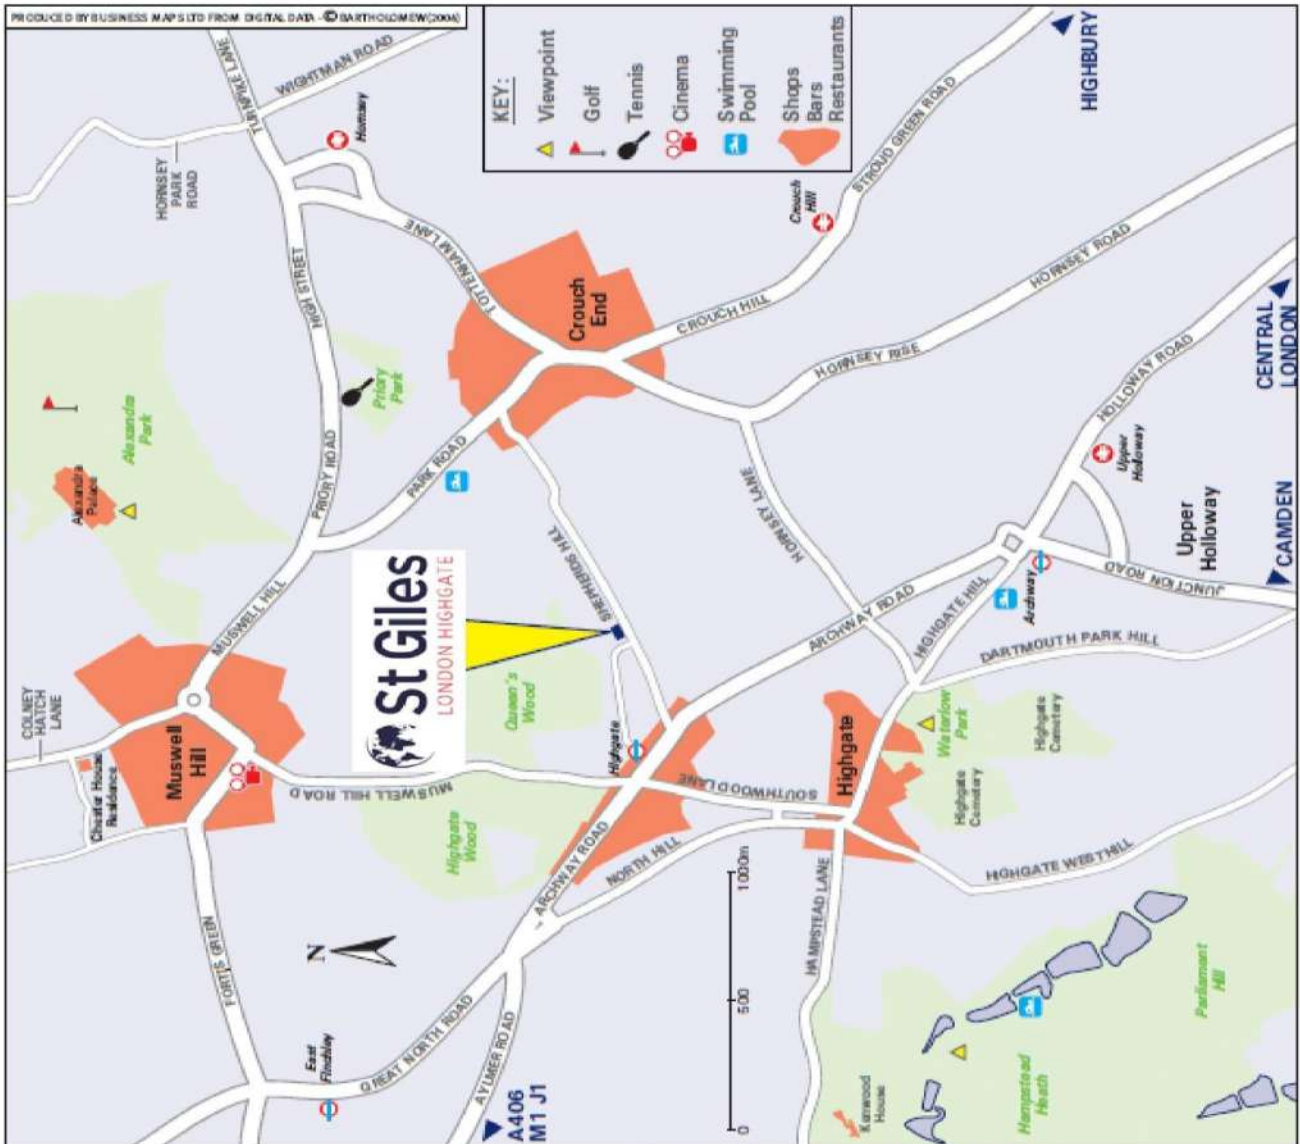 PRODUCED BY BUSINESS MAPS LTD FROM DIGITAL DATA - © BARTHOLOMEW(2004)
KEY:
Viewpoint
Golf
Tennis
Cinema
Swimming
Pool
Shops
Bars
Restaurants
TURNPIKE LANE
WIGHTMAN ROAD
HORNSEY
PARK
ROAD
Hornsey
HIGH STREET
TOTTENHAM LANE
HIGHBURY
STROUD GREEN ROAD
Crouch
Hill
Crouch
End
CROUCH HILL
HORNSEY ROAD
HORNSEY RISE
CENTRAL
LONDON
HOLLOWAY ROAD
Alexandra
Park
Alexandra
Palace
Priory
Park
PRIORY ROAD
PARK ROAD
SHEPHERDS HILL
HORNSEY LANE
Upper
Holloway
Upper
Holloway
CAMDEN
JUNCTION ROAD
Archway
HIGHGATE HILL
ARCHWAY ROAD
DARTMOUTH PARK HILL
MUSWELL HILL
St Giles
LONDON HIGHGATE
Queen's
Wood
Highgate
COLNEY
HATCH
LANE
Chester House
Residence
Muswell
Hill
MUSWELL HILL ROAD
Highgate
Wood
SOUTHWOOD LANE
Highgate
Waterlow
Park
Highgate
Cemetery
Highgate
Cemetery
ARCHWAY ROAD
NORTH HILL
HIGHGATE WEST HILL
HAMPSTEAD LANE
FORTIS GREEN
N
East
Finchley
GREAT NORTH ROAD
AYLMER ROAD
A406
M1 J1
0
500
1000m
Kenwood
House
Hampstead
Heath
Parliament
Hill